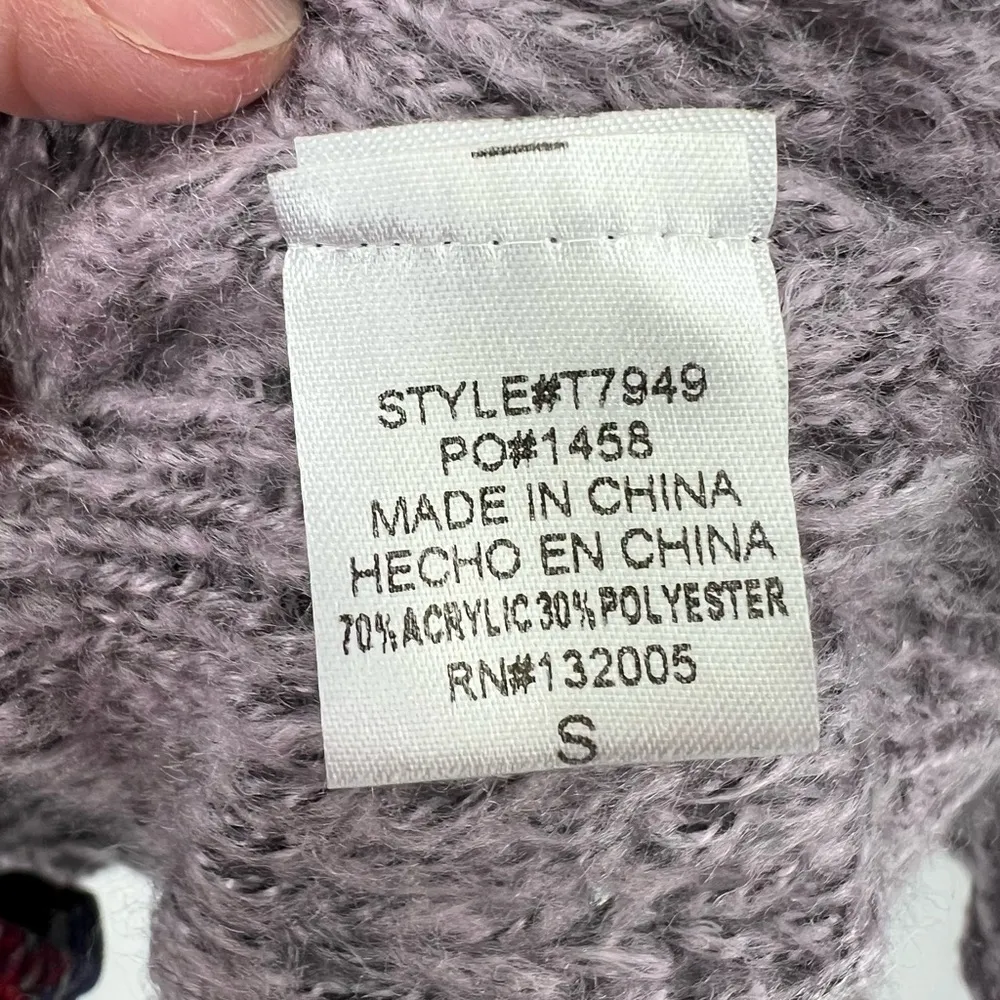 STYLE#T7949
PO#1458
MADE IN CHINA
HECHO EN CHINA
70%ACRYLIC 30%POLYESTER
RN#132005
S